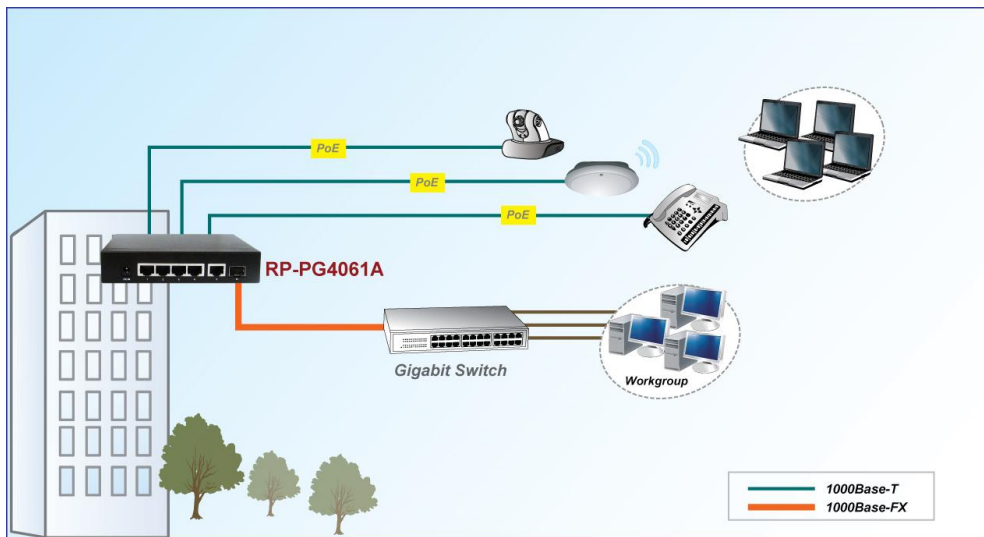 PoE
PoE
PoE
RP-PG4061A
Gigabit Switch
Workgroup
1000Base-T
1000Base-FX